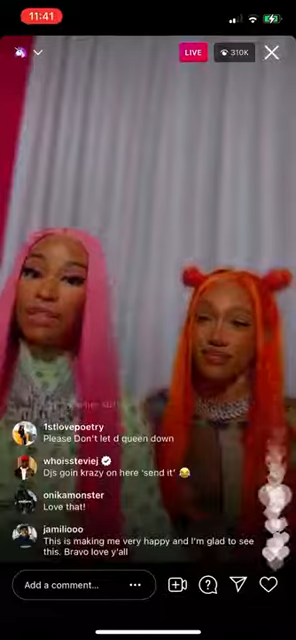 11:41
LIVE
310K
1stlovepoetry
Please Don't let d queen down
whoissteviej
Djs goin krazy on here 'send it' 😂
onikamonster
Love that!
jamiliooo
This is making me very happy and I'm glad to see
this. Bravo love y'all
Add a comment...